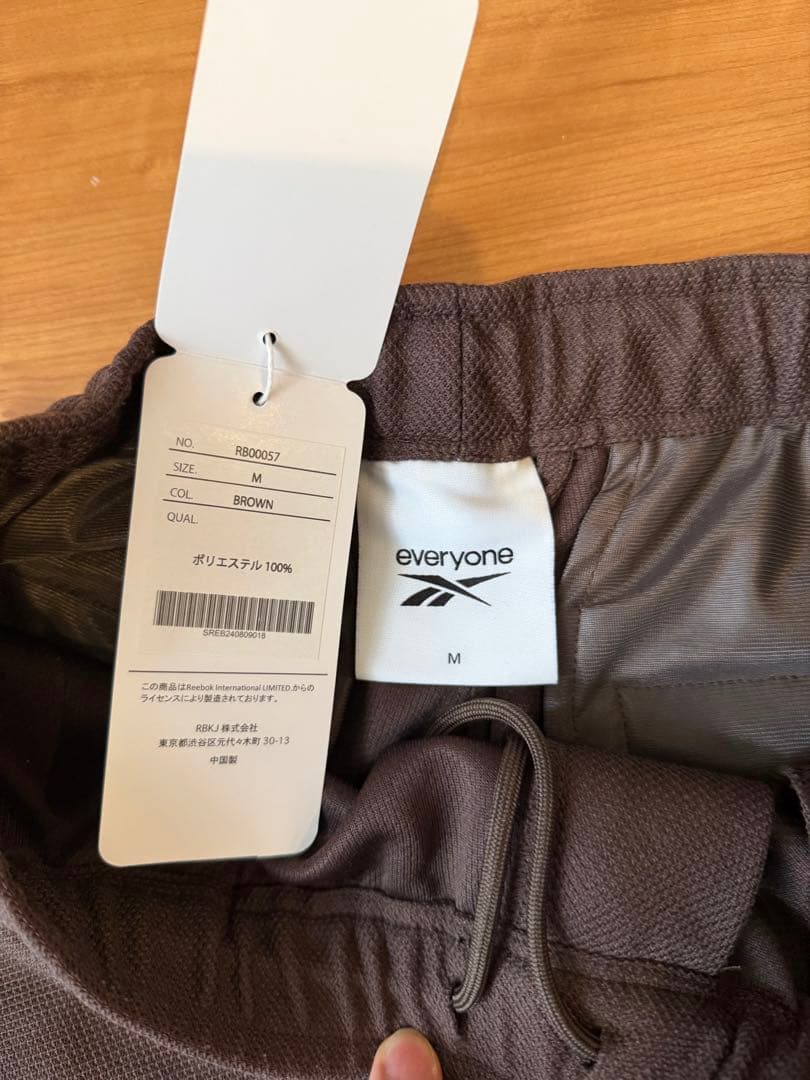 NO. RB00057
SIZE. M
COL. BROWN
QUAL.
ポリエステル 100%
SREB240809018
この商品はReebok International LIMITED.からの
ライセンスにより製造されております。
RBKJ 株式会社
東京都渋谷区元代々木町 30-13
中国製
everyone
M